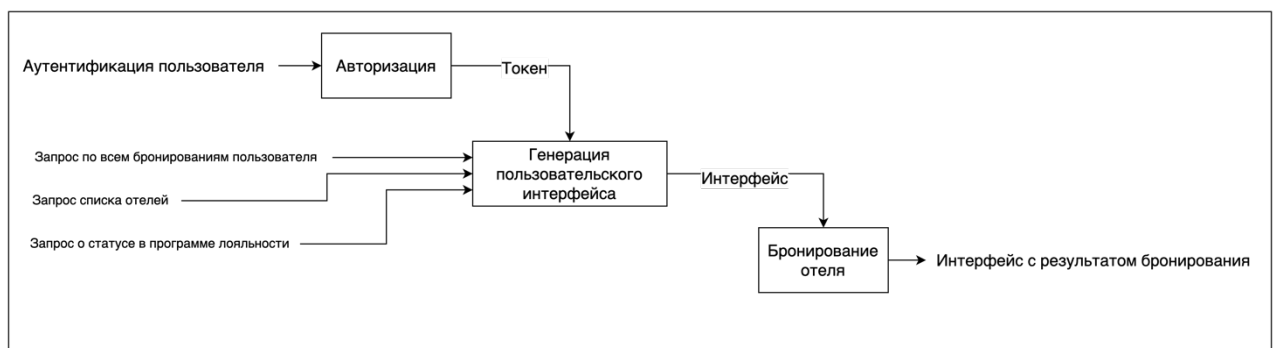 Аутентификация пользователя
Авторизация
Токен
Запрос по всем бронированиям пользователя
Запрос списка отелей
Запрос о статусе в программе лояльности
Генерация
пользовательского
интерфейса
Интерфейс
Бронирование
отеля
Интерфейс с результатом бронирования